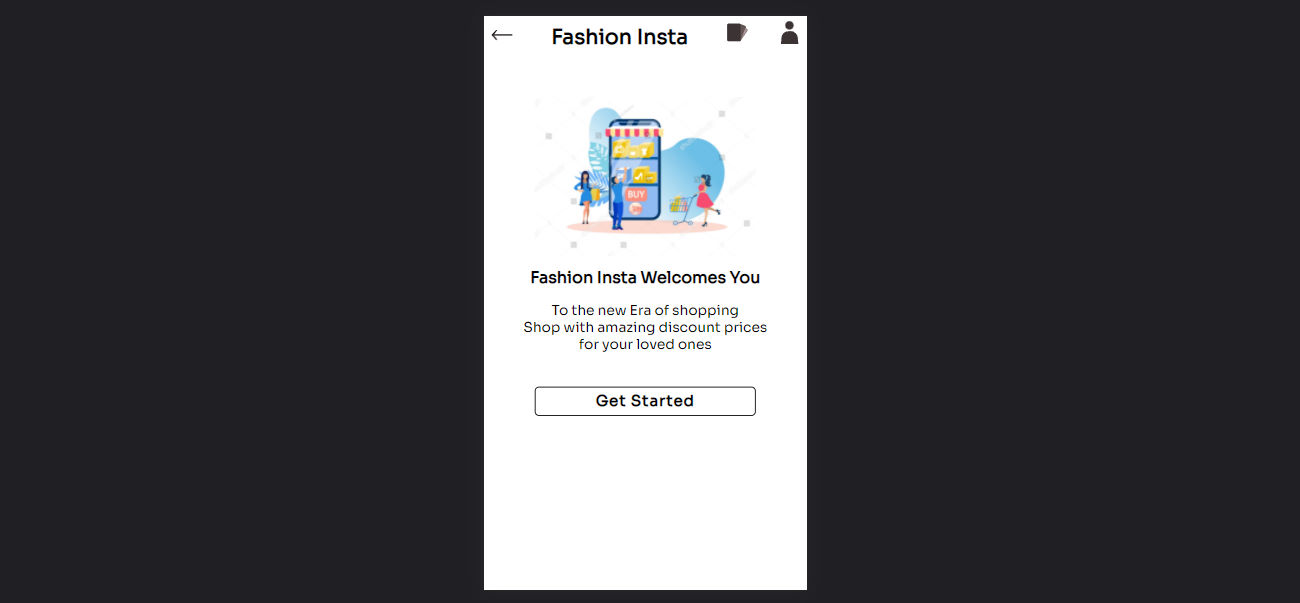 Fashion Insta
BUY
Fashion Insta Welcomes You
To the new Era of shopping
Shop with amazing discount prices
for your loved ones
Get Started